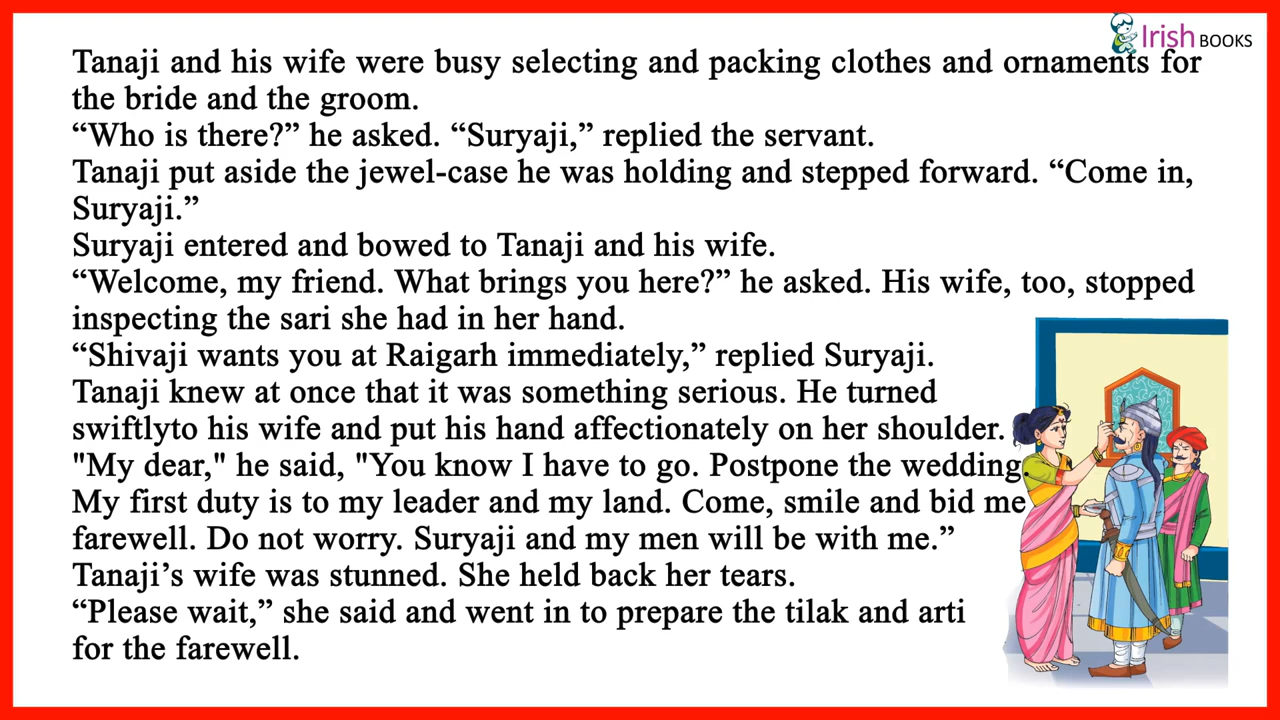 Irish BOOKS
Tanaji and his wife were busy selecting and packing clothes and ornaments for
the bride and the groom.
“Who is there?” he asked. “Suryaji,” replied the servant.
Tanaji put aside the jewel-case he was holding and stepped forward. “Come in,
Suryaji.”
Suryaji entered and bowed to Tanaji and his wife.
“Welcome, my friend. What brings you here?” he asked. His wife, too, stopped
inspecting the sari she had in her hand.
“Shivaji wants you at Raigarh immediately,” replied Suryaji.
Tanaji knew at once that it was something serious. He turned
swiftlyto his wife and put his hand affectionately on her shoulder.
"My dear," he said, "You know I have to go. Postpone the wedding.
My first duty is to my leader and my land. Come, smile and bid me
farewell. Do not worry. Suryaji and my men will be with me.”
Tanaji’s wife was stunned. She held back her tears.
“Please wait,” she said and went in to prepare the tilak and arti
for the farewell.